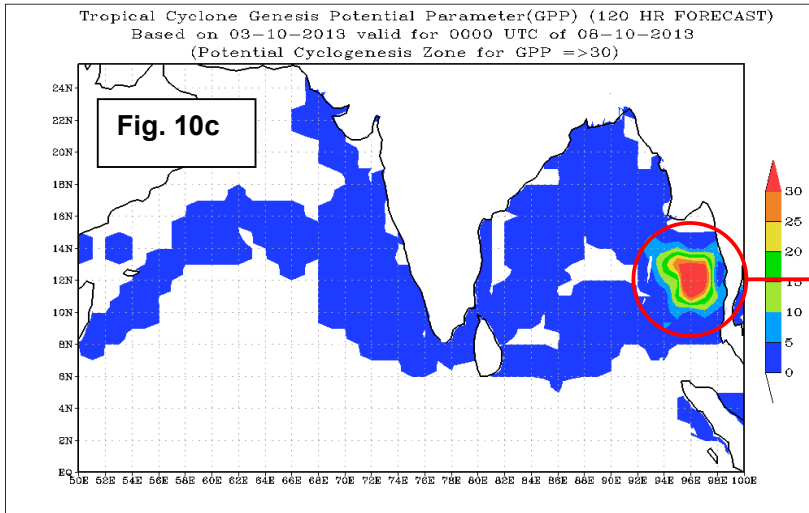 Tropical Cyclone Genesis Potential Parameter(GPP) (120 HR FORECAST)
Based on 03-10-2013 valid for 0000 UTC of 08-10-2013
(Potential Cyclogenesis Zone for GPP =>30)
Fig. 10c
24N
22N
20N
18N
16N
14N
12N
10N
8N
6N
4N
2N
EQ
50E 52E 54E 56E 58E 60E 62E 64E 66E 68E 70E 72E 74E 76E 78E 80E 82E 84E 86E 88E 90E 92E 94E 96E 98E 100E
30
25
20
15
10
5
0